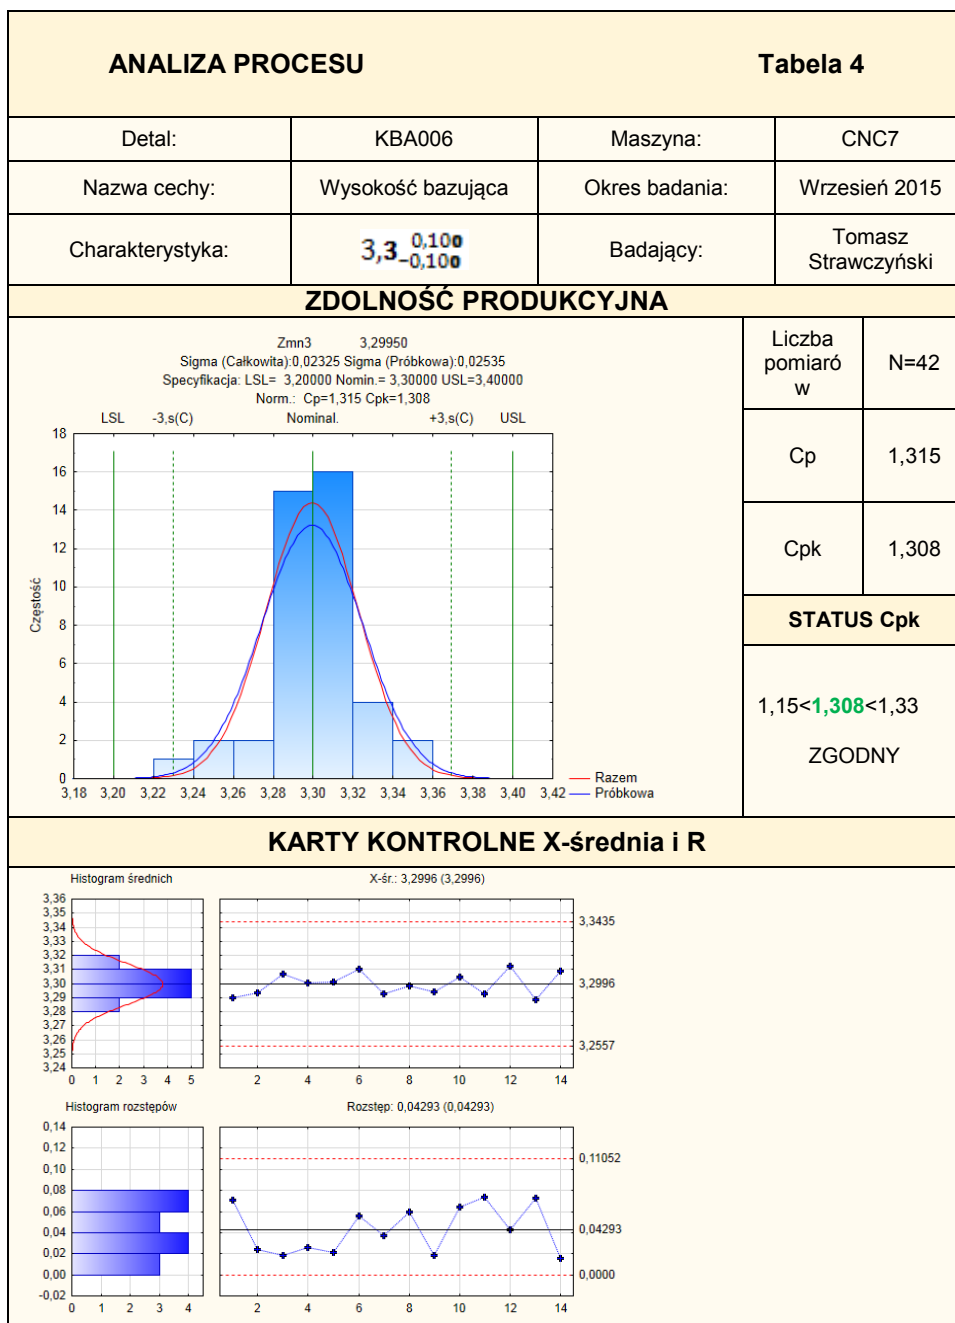 ANALIZA PROCESU Tabela 4
Detal: KBA006 Maszyna: CNC7
Nazwa cechy: Wysokość bazująca Okres badania: Wrzesień 2015
Charakterystyka: 3,3 0,100 −0,100 Badający: Tomasz Strawczyński
ZDOLNOŚĆ PRODUKCYJNA
Zmn3 3,29950
Sigma (Całkowita):0,02325 Sigma (Próbkowa):0,02535
Specyfikacja: LSL= 3,20000 Nomin.= 3,30000 USL=3,40000
Norm.: Cp=1,315 Cpk=1,308
LSL -3,s(C) Nominal. +3,s(C) USL
18
16
14
12
10
8
6
4
2
0
Częstość
3,18 3,20 3,22 3,24 3,26 3,28 3,30 3,32 3,34 3,36 3,38 3,40 3,42
Razem
Próbkowa
Liczba
pomiaró
w
N=42
Cp 1,315
Cpk 1,308
STATUS Cpk
1,15<1,308<1,33
ZGODNY
KARTY KONTROLNE X-średnia i R
Histogram średnich X-śr.: 3,2996 (3,2996)
3,36
3,35
3,34
3,33
3,32
3,31
3,30
3,29
3,28
3,27
3,26
3,25
3,24
0 1 2 3 4 5
3,3435
3,2996
3,2557
2 4 6 8 10 12 14
Histogram rozstępów Rozstęp: 0,04293 (0,04293)
0,14
0,12
0,10
0,08
0,06
0,04
0,02
0,00
-0,02
0 1 2 3 4
0,11052
0,04293
0,0000
2 4 6 8 10 12 14